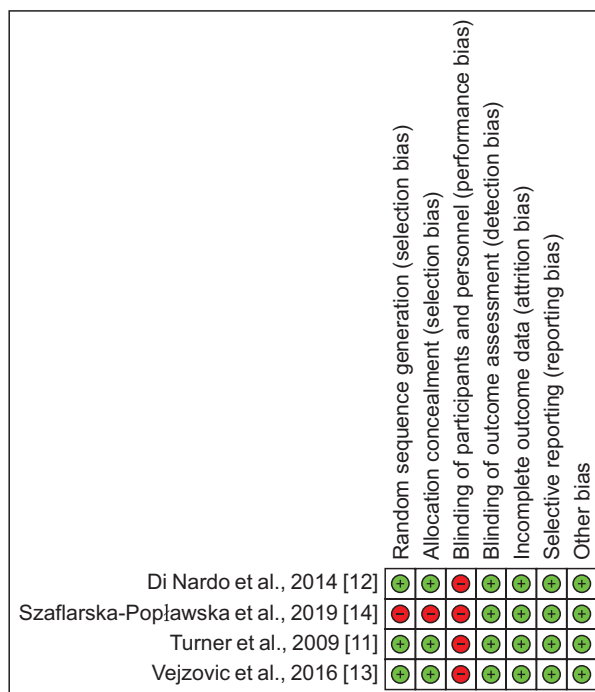 Random sequence generation (selection bias)
Allocation concealment (selection bias)
Blinding of participants and personnel (performance bias)
Blinding of outcome assessment (detection bias)
Incomplete outcome data (attrition bias)
Selective reporting (reporting bias)
Other bias
Di Nardo et al., 2014 [12] + + - + + + +
Szaflarska-Popławska et al., 2019 [14] - - - + + + +
Turner et al., 2009 [11] + + - + + + +
Vejzovic et al., 2016 [13] + + - + + + +